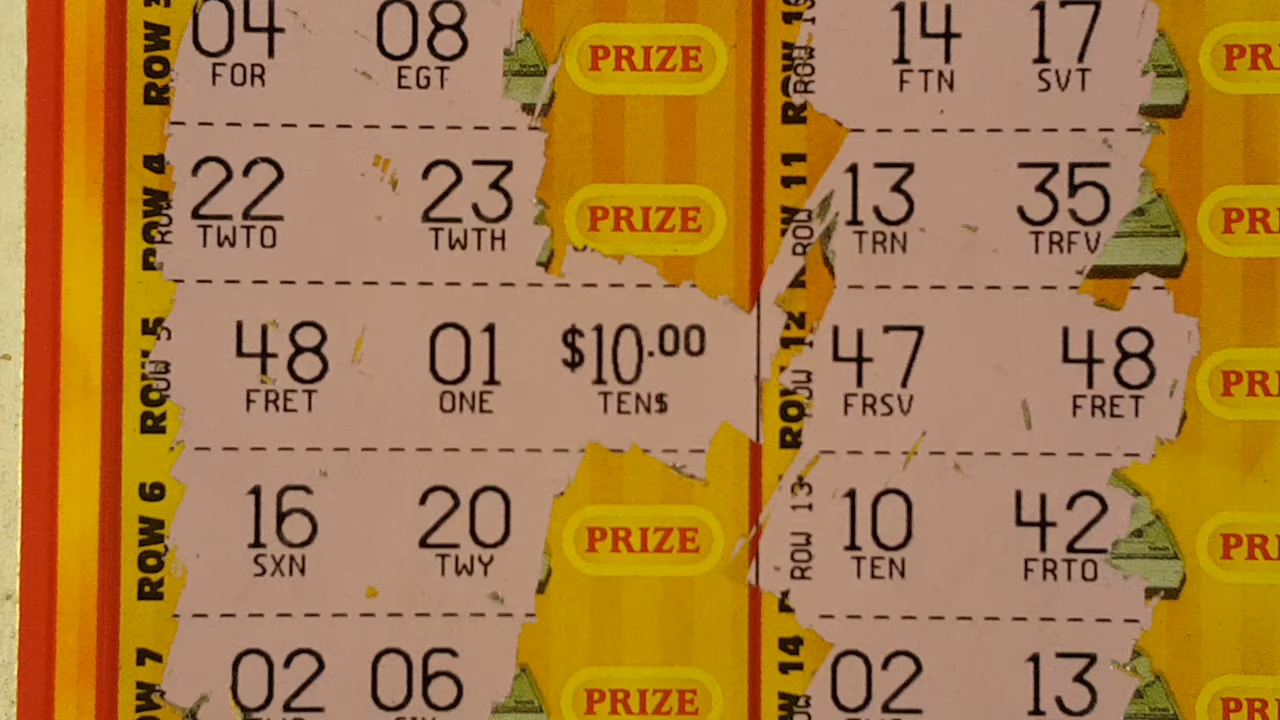 ROW 3
04 08 PRIZE
FOR EGT
ROW 4
22 23 PRIZE
TWTO TWTH
ROW 5
48 01 $10.00
FRET ONE TEN$
ROW 6
16 20 PRIZE
SXN TWY
ROW 7
02 06 PRIZE
ROW 10
14 17
FTN SVT
ROW 11
13 35
TRN TRFV
ROW 12
47 48
FRSV FRET
ROW 13
10 42
TEN FRTO
ROW 14
02 13